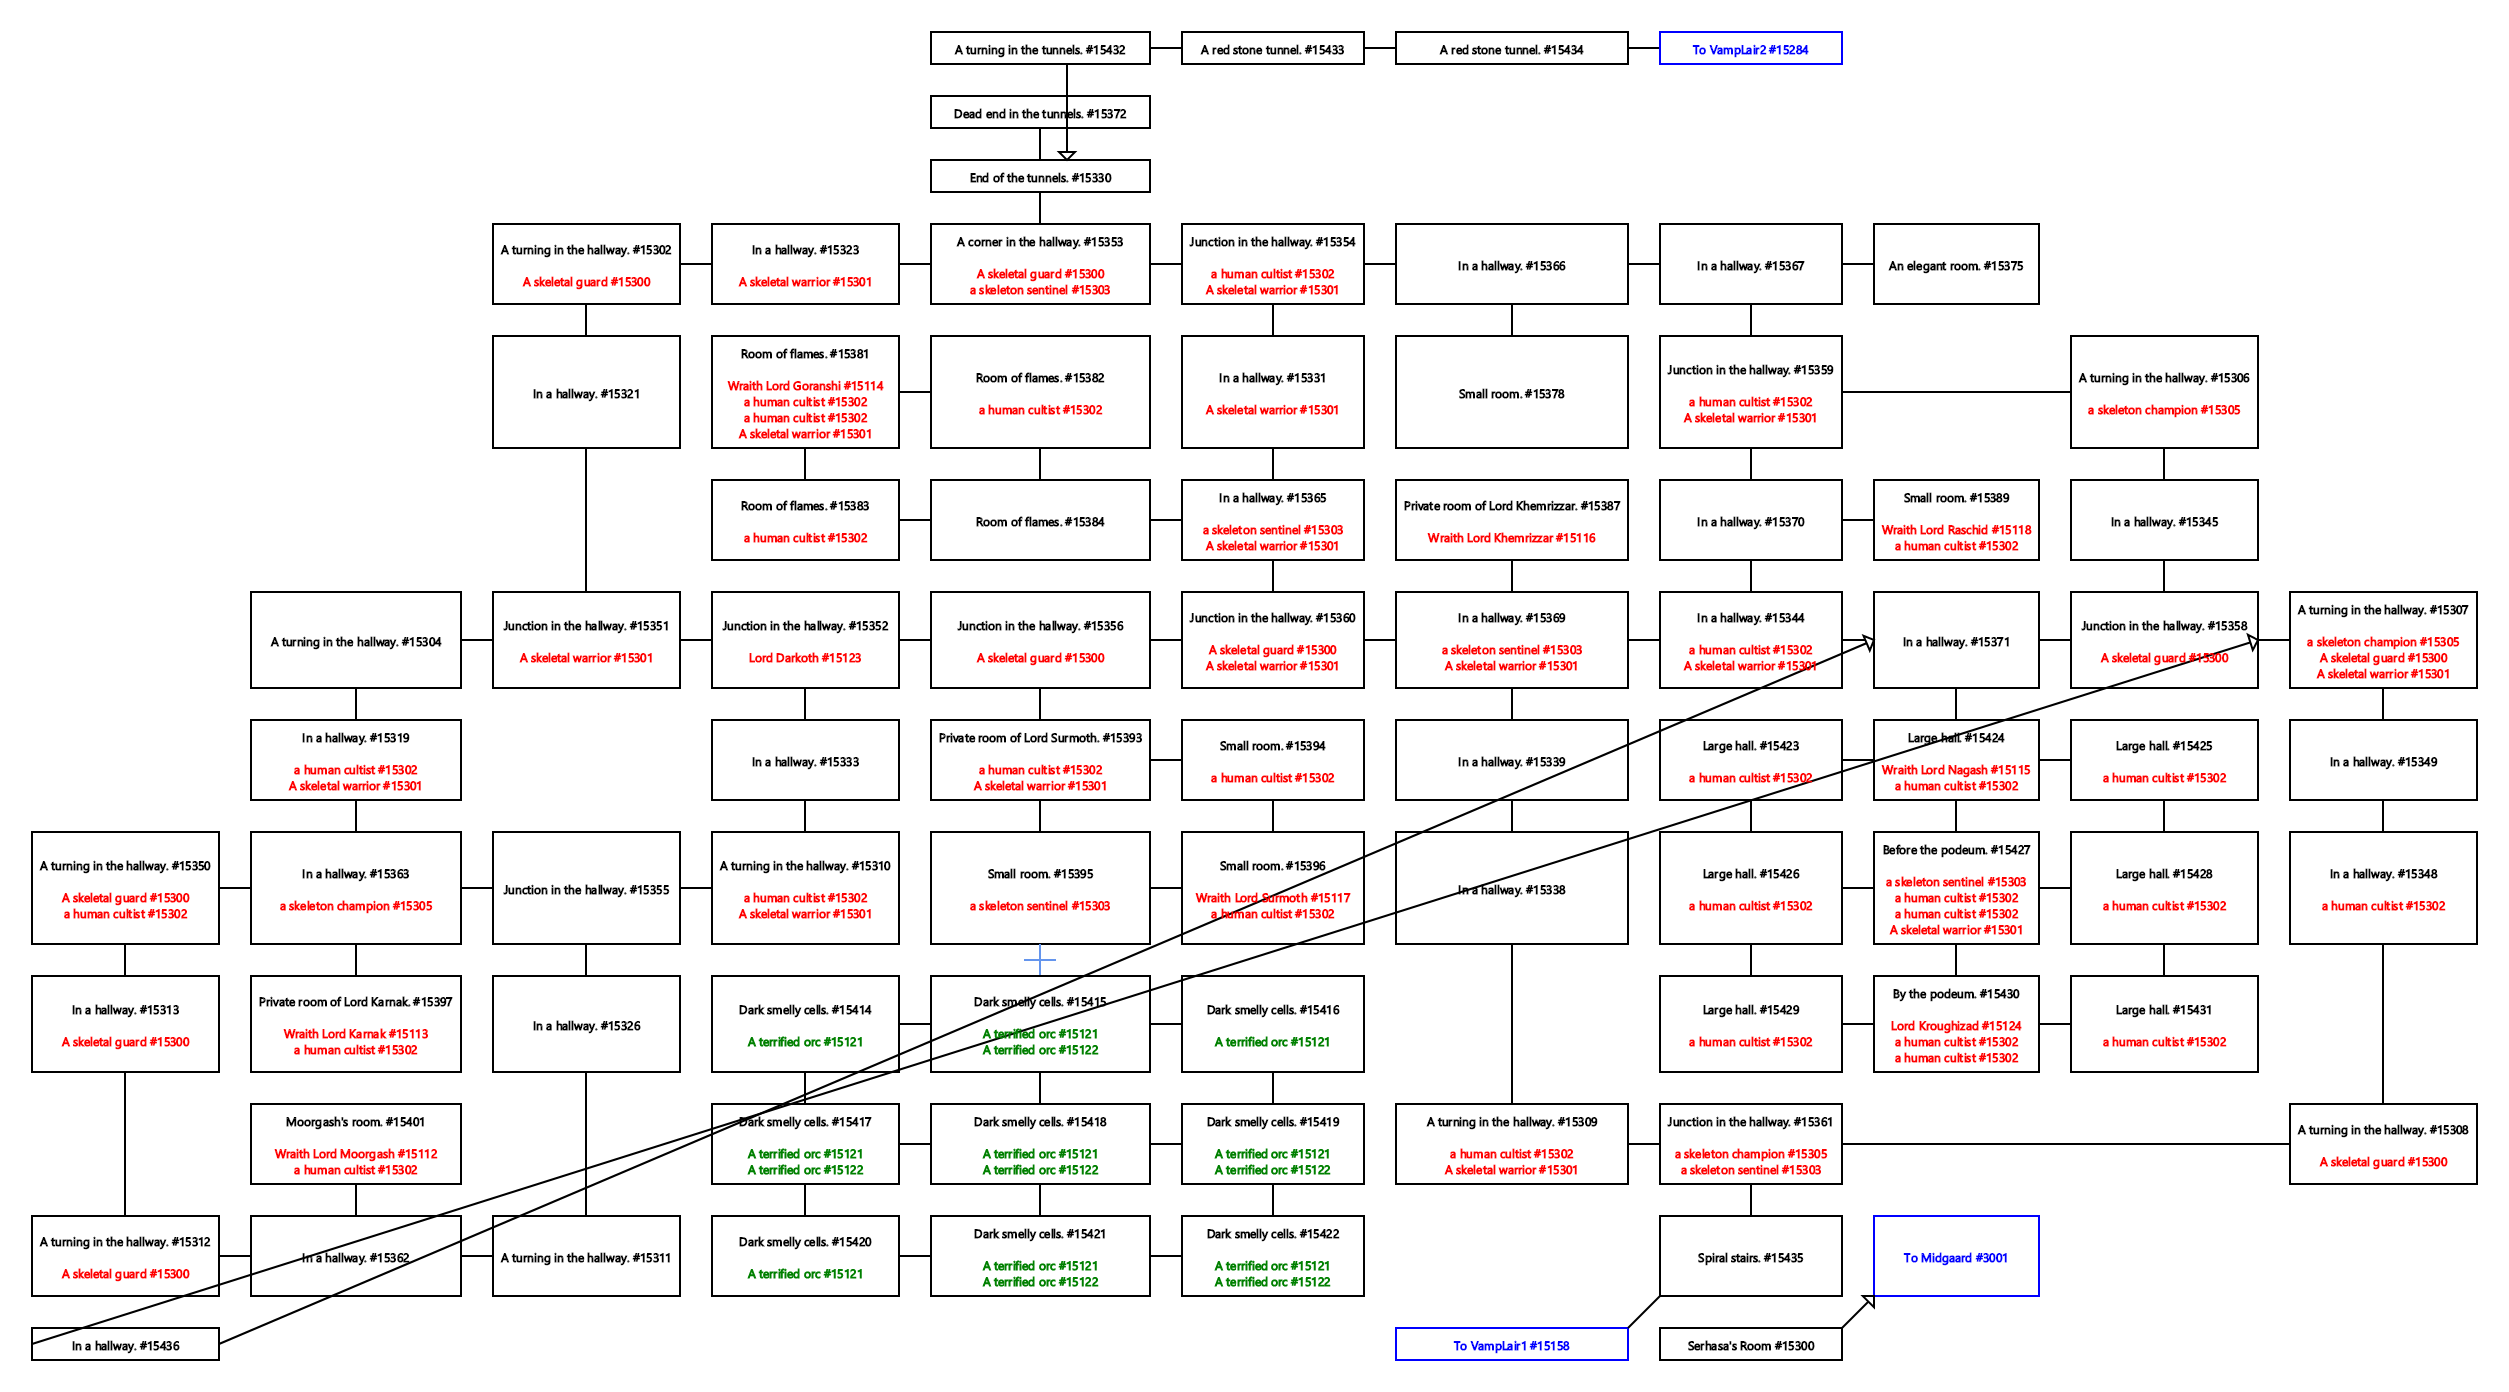 A turning in the tunnels. #15432
A red stone tunnel. #15433
A red stone tunnel. #15434
To VampLair2 #15284
Dead end in the tunnels. #15372
End of the tunnels. #15330
A turning in the hallway. #15302
A skeletal guard #15300
In a hallway. #15323
A skeletal warrior #15301
A corner in the hallway. #15353
A skeletal guard #15300
a skeleton sentinel #15303
Junction in the hallway. #15354
a human cultist #15302
A skeletal warrior #15301
In a hallway. #15366
In a hallway. #15367
An elegant room. #15375
In a hallway. #15321
Room of flames. #15381
Wraith Lord Goranshi #15114
a human cultist #15302
a human cultist #15302
A skeletal warrior #15301
Room of flames. #15382
a human cultist #15302
In a hallway. #15331
A skeletal warrior #15301
Small room. #15378
Junction in the hallway. #15359
a human cultist #15302
A skeletal warrior #15301
A turning in the hallway. #15306
a skeleton champion #15305
Room of flames. #15383
a human cultist #15302
Room of flames. #15384
In a hallway. #15365
a skeleton sentinel #15303
A skeletal warrior #15301
Private room of Lord Khemrizzar. #15387
Wraith Lord Khemrizzar #15116
In a hallway. #15370
Small room. #15389
Wraith Lord Raschid #15118
a human cultist #15302
In a hallway. #15345
A turning in the hallway. #15304
Junction in the hallway. #15351
A skeletal warrior #15301
Junction in the hallway. #15352
Lord Darkoth #15123
Junction in the hallway. #15356
A skeletal guard #15300
Junction in the hallway. #15360
A skeletal guard #15300
A skeletal warrior #15301
In a hallway. #15369
a skeleton sentinel #15303
A skeletal warrior #15301
In a hallway. #15344
a human cultist #15302
A skeletal warrior #15301
In a hallway. #15371
Junction in the hallway. #15358
A skeletal guard #15300
A turning in the hallway. #15307
a skeleton champion #15305
A skeletal guard #15300
A skeletal warrior #15301
In a hallway. #15319
a human cultist #15302
A skeletal warrior #15301
In a hallway. #15333
Private room of Lord Surmoth. #15393
a human cultist #15302
A skeletal warrior #15301
Small room. #15394
a human cultist #15302
In a hallway. #15339
Large hall. #15423
a human cultist #15302
Large hall. #15424
Wraith Lord Nagash #15115
a human cultist #15302
Large hall. #15425
a human cultist #15302
In a hallway. #15349
A turning in the hallway. #15350
A skeletal guard #15300
a human cultist #15302
In a hallway. #15363
a skeleton champion #15305
Junction in the hallway. #15355
A turning in the hallway. #15310
a human cultist #15302
A skeletal warrior #15301
Small room. #15395
a skeleton sentinel #15303
Small room. #15396
Wraith Lord Surmoth #15117
a human cultist #15302
In a hallway. #15338
Large hall. #15426
a human cultist #15302
Before the podeum. #15427
a skeleton sentinel #15303
a human cultist #15302
a human cultist #15302
A skeletal warrior #15301
Large hall. #15428
a human cultist #15302
In a hallway. #15348
a human cultist #15302
In a hallway. #15313
A skeletal guard #15300
Private room of Lord Karnak. #15397
Wraith Lord Karnak #15113
a human cultist #15302
In a hallway. #15326
Dark smelly cells. #15414
A terrified orc #15121
Dark smelly cells. #15415
A terrified orc #15121
A terrified orc #15122
Dark smelly cells. #15416
A terrified orc #15121
Large hall. #15429
a human cultist #15302
By the podeum. #15430
Lord Kroughizad #15124
a human cultist #15302
a human cultist #15302
Large hall. #15431
a human cultist #15302
Moorgash's room. #15401
Wraith Lord Moorgash #15112
a human cultist #15302
Dark smelly cells. #15417
A terrified orc #15121
A terrified orc #15122
Dark smelly cells. #15418
A terrified orc #15121
A terrified orc #15122
Dark smelly cells. #15419
A terrified orc #15121
A terrified orc #15122
A turning in the hallway. #15309
a human cultist #15302
A skeletal warrior #15301
Junction in the hallway. #15361
a skeleton champion #15305
a skeleton sentinel #15303
A turning in the hallway. #15308
A skeletal guard #15300
A turning in the hallway. #15312
A skeletal guard #15300
In a hallway. #15362
A turning in the hallway. #15311
Dark smelly cells. #15420
A terrified orc #15121
Dark smelly cells. #15421
A terrified orc #15121
A terrified orc #15122
Dark smelly cells. #15422
A terrified orc #15121
A terrified orc #15122
Spiral stairs. #15435
To Midgaard #3001
In a hallway. #15436
To VampLair1 #15158
Serhasa's Room #15300